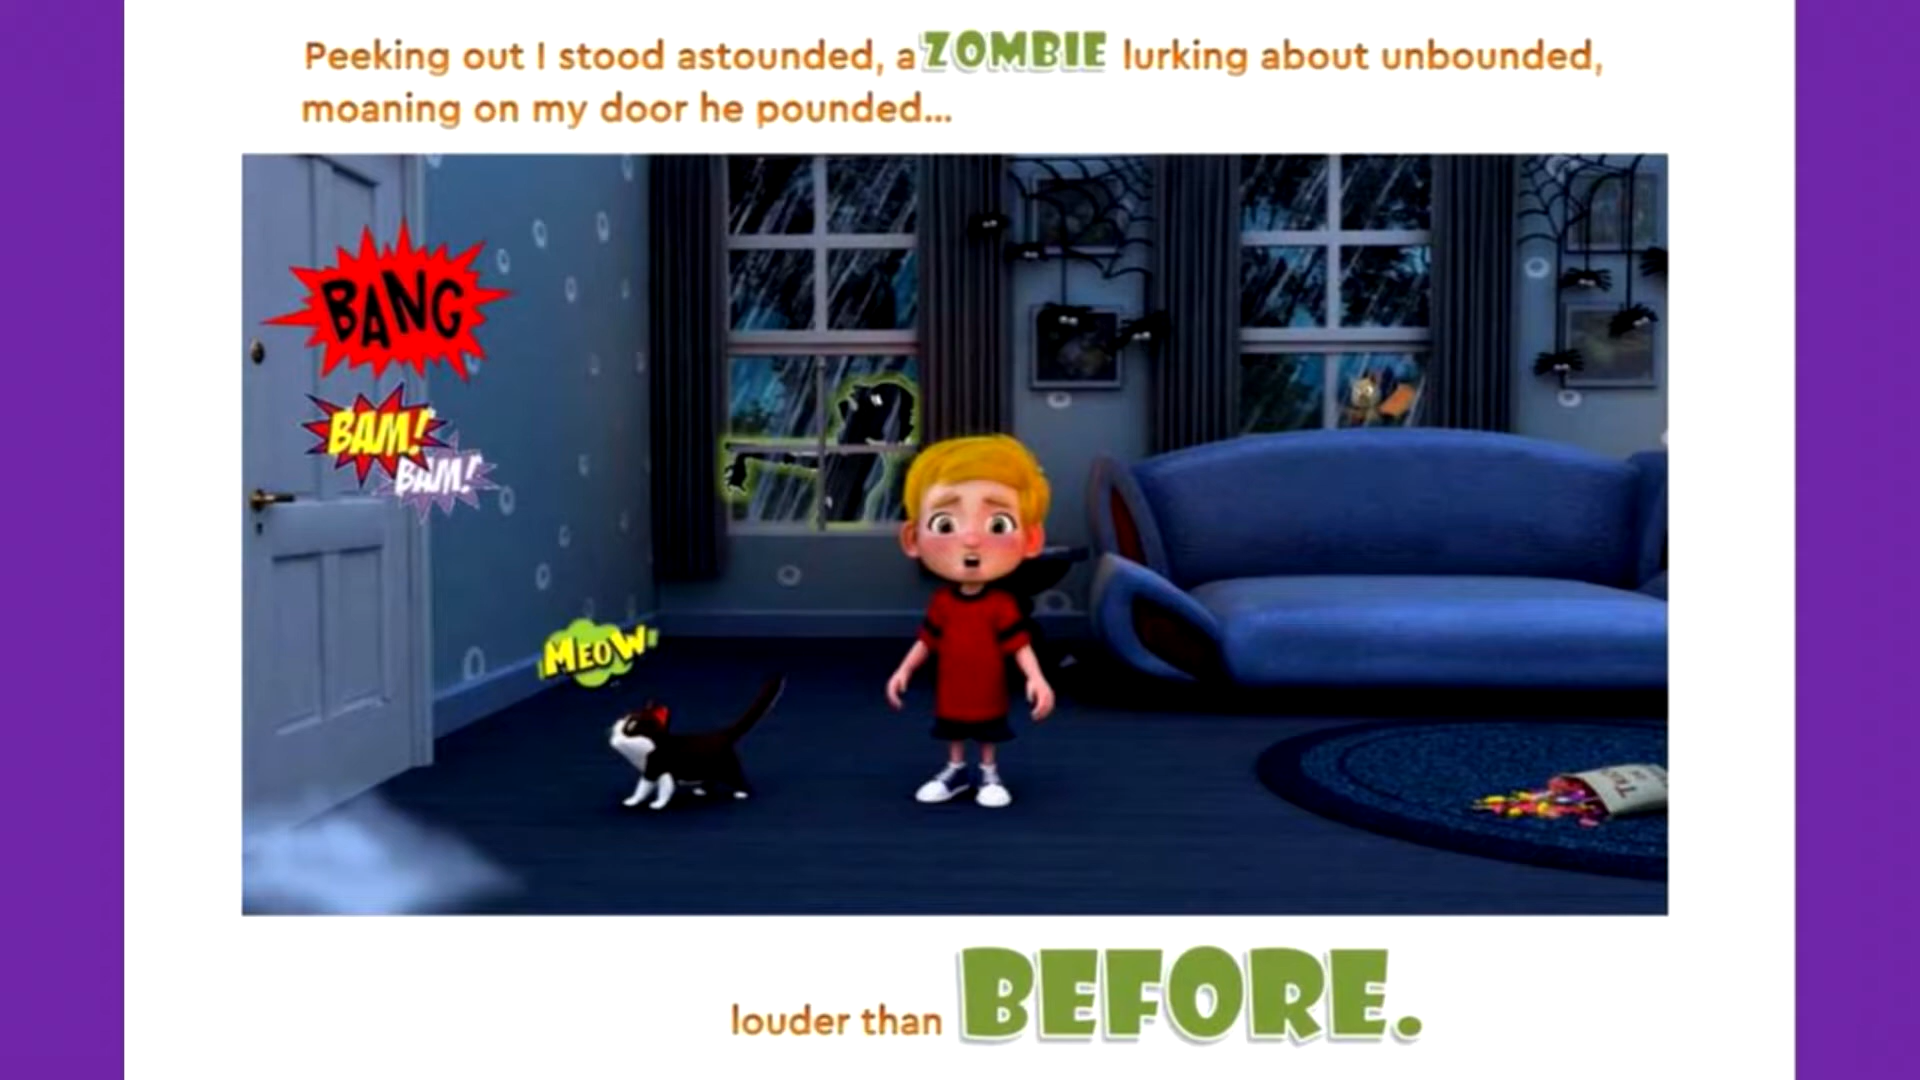 Peeking out I stood astounded, a ZOMBIE lurking about unbounded,
moaning on my door he pounded...
BANG
BAM!
BAM!
MEOW
louder than BEFORE.